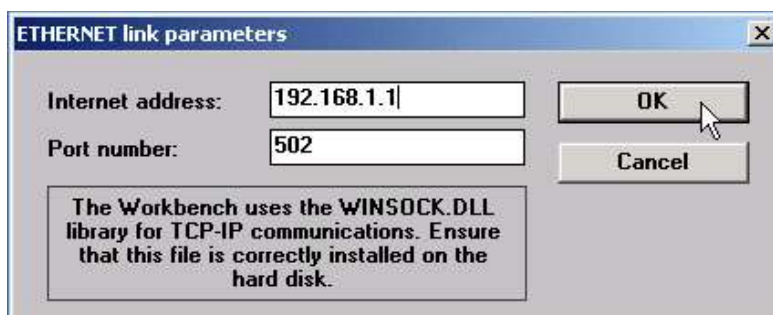 ETHERNET link parameters
Internet address: 192.168.1.1 OK
Port number: 502
Cancel
The Workbench uses the WINSOCK.DLL
library for TCP-IP communications. Ensure
that this file is correctly installed on the
hard disk.